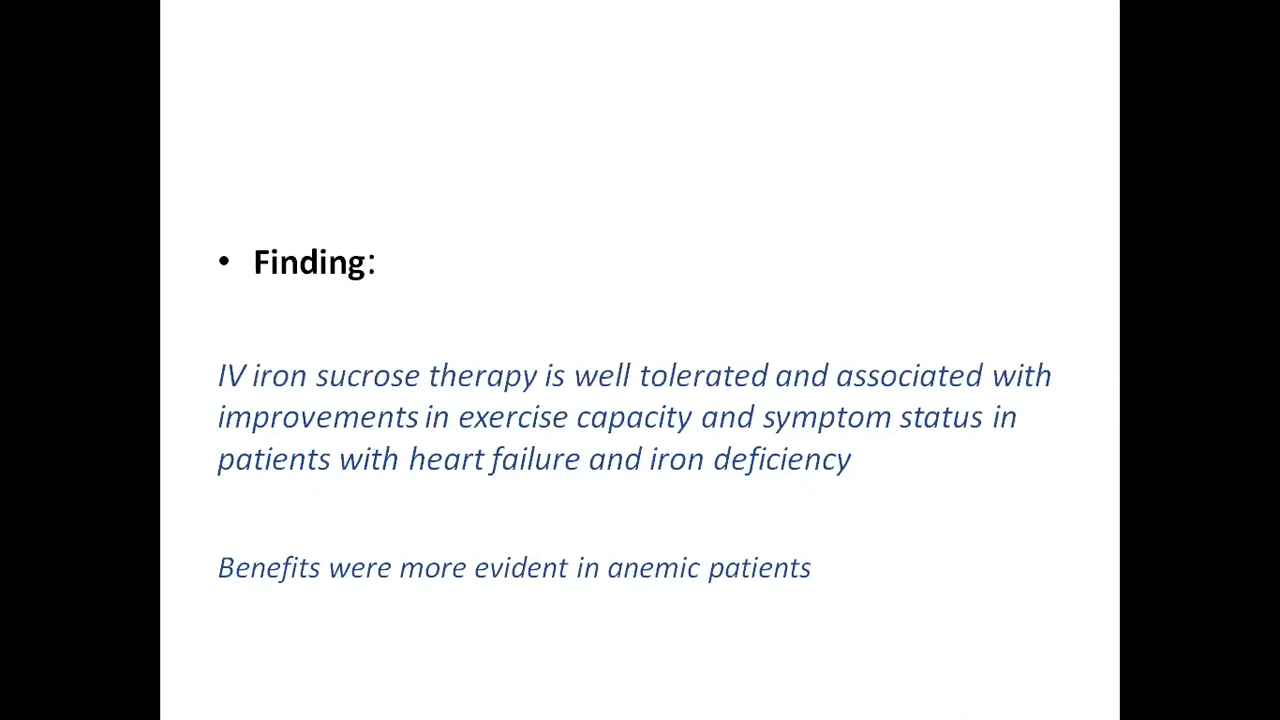 • Finding:
IV iron sucrose therapy is well tolerated and associated with
improvements in exercise capacity and symptom status in
patients with heart failure and iron deficiency
Benefits were more evident in anemic patients